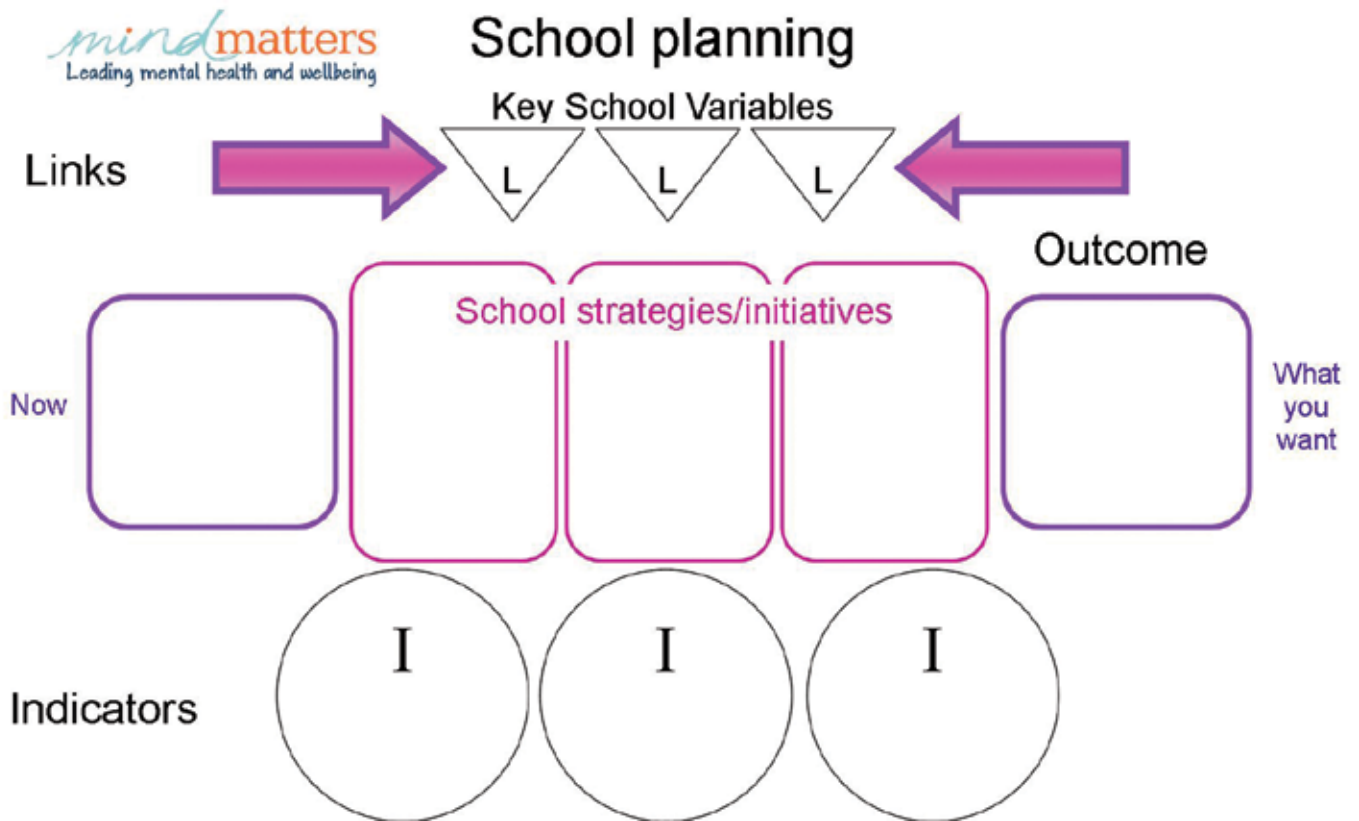 mindmatters
Leading mental health and wellbeing
School planning
Key School Variables
Links
L L L
Outcome
School strategies/initiatives
Now
What
you
want
I I I
Indicators